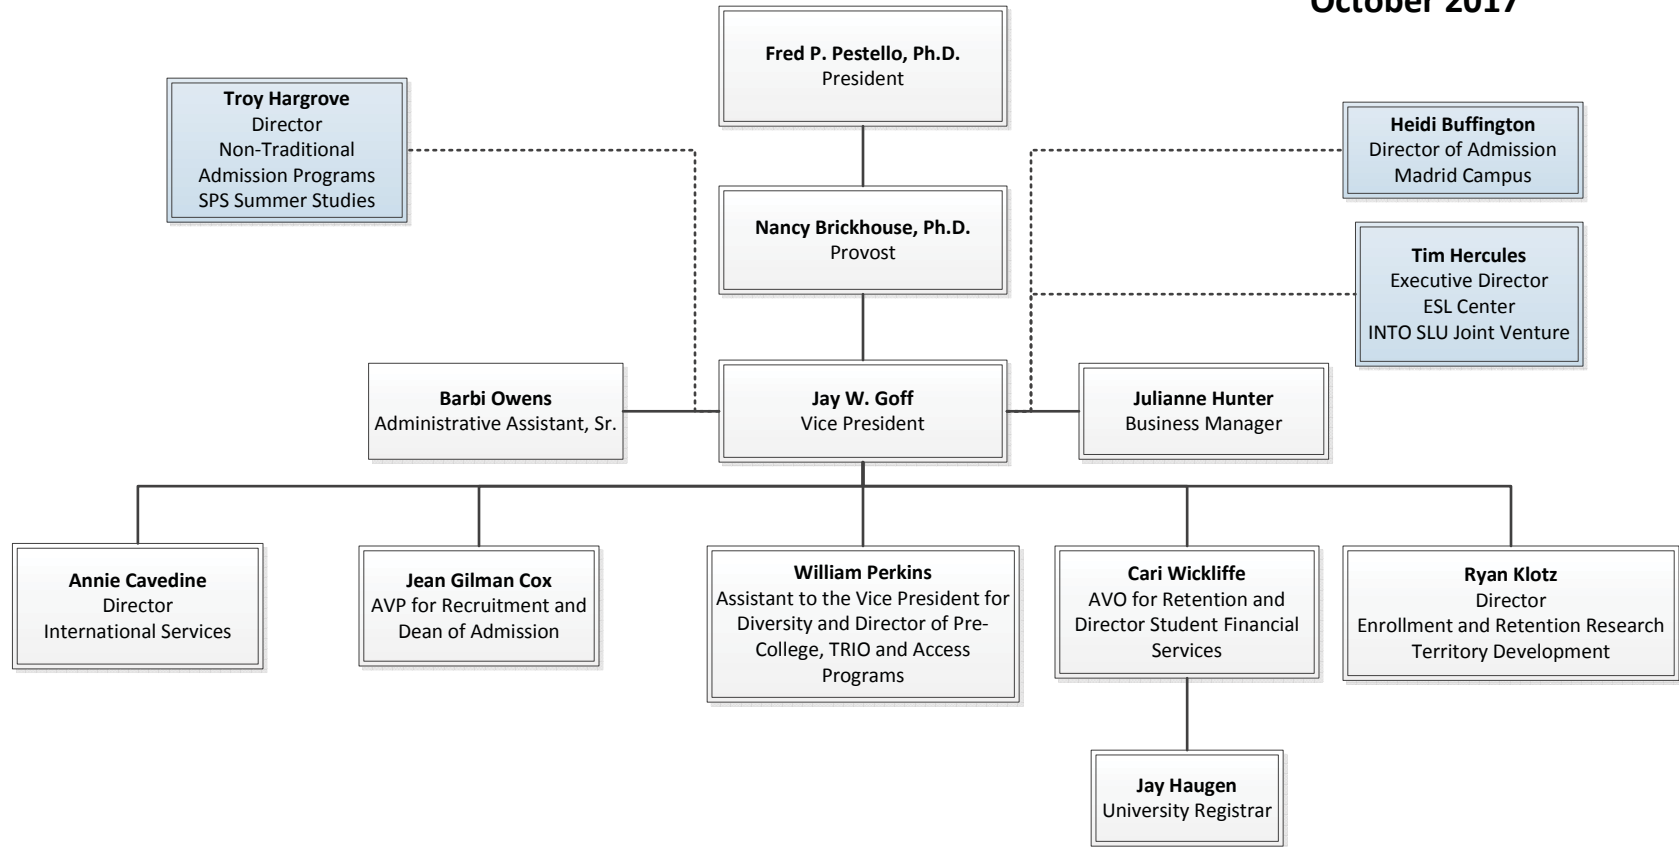 October 2017
Fred P. Pestello, Ph.D.
President
Troy Hargrove
Director
Non-Traditional
Admission Programs
SPS Summer Studies
Heidi Buffington
Director of Admission
Madrid Campus
Nancy Brickhouse, Ph.D.
Provost
Tim Hercules
Executive Director
ESL Center
INTO SLU Joint Venture
Barbi Owens
Administrative Assistant, Sr.
Jay W. Goff
Vice President
Julianne Hunter
Business Manager
Annie Cavedine
Director
International Services
Jean Gilman Cox
AVP for Recruitment and
Dean of Admission
William Perkins
Assistant to the Vice President for
Diversity and Director of Pre-
College, TRIO and Access
Programs
Cari Wickliffe
AVO for Retention and
Director Student Financial
Services
Ryan Klotz
Director
Enrollment and Retention Research
Territory Development
Jay Haugen
University Registrar